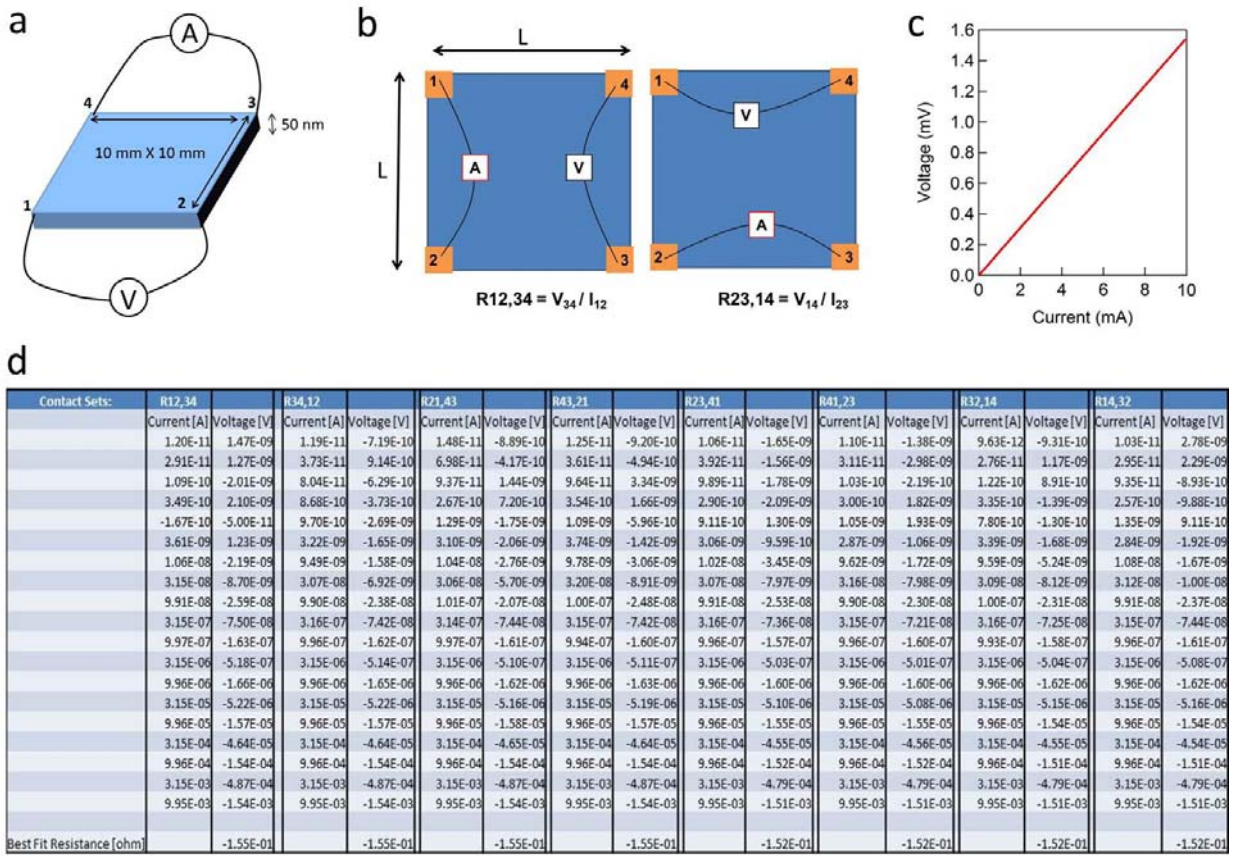 a
A
4
3
50 nm
10 mm X 10 mm
1
2
V
b
L
L
1
4
A
V
2
3
R12,34 = V34 / I12
1
4
V
A
2
3
R23,14 = V14 / I23
c
Voltage (mV)
1.6
1.4
1.2
1.0
0.8
0.6
0.4
0.2
0.0
0 2 4 6 8 10
Current (mA)
d
Contact Sets: R12,34 R34,12 R21,43 R43,21 R23,41 R41,23 R32,14 R14,32
Current [A] Voltage [V] Current [A] Voltage [V] Current [A] Voltage [V] Current [A] Voltage [V] Current [A] Voltage [V] Current [A] Voltage [V] Current [A] Voltage [V] Current [A] Voltage [V]
1.20E-11 1.47E-09 1.19E-11 -7.19E-10 1.48E-11 -8.89E-10 1.25E-11 -9.20E-10 1.06E-11 -1.65E-09 1.10E-11 -1.38E-09 9.63E-12 -9.31E-10 1.03E-11 2.78E-09
2.91E-11 1.27E-09 3.73E-11 9.14E-10 6.98E-11 -4.17E-10 3.61E-11 -4.94E-10 3.92E-11 -1.56E-09 3.11E-11 -2.98E-09 2.76E-11 1.17E-09 2.95E-11 2.29E-09
1.09E-10 -2.01E-09 8.04E-11 -6.29E-10 9.37E-11 1.44E-09 9.64E-11 3.34E-09 9.89E-11 -1.78E-09 1.03E-10 -2.19E-10 1.22E-10 8.91E-10 9.35E-11 -8.93E-10
3.49E-10 2.10E-09 8.68E-10 -3.73E-10 2.67E-10 7.20E-10 3.54E-10 1.66E-09 2.90E-10 -2.09E-09 3.00E-10 1.82E-09 3.35E-10 -1.39E-09 2.57E-10 -9.88E-10
-1.67E-10 -5.00E-11 9.70E-10 -2.69E-09 1.29E-09 -1.75E-09 1.09E-09 -5.96E-10 9.11E-10 1.30E-09 1.05E-09 1.93E-09 7.80E-10 -1.30E-10 1.35E-09 9.11E-10
3.61E-09 1.23E-09 3.22E-09 -1.65E-09 3.10E-09 -2.06E-09 3.74E-09 -1.42E-09 3.06E-09 -9.59E-10 2.87E-09 -1.06E-09 3.39E-09 -1.68E-09 2.84E-09 -1.92E-09
1.06E-08 -2.19E-09 9.49E-09 -1.58E-09 1.04E-08 -2.76E-09 9.78E-09 -3.06E-09 1.02E-08 -3.45E-09 9.62E-09 -1.72E-09 9.59E-09 -5.24E-09 1.08E-08 -1.67E-09
3.15E-08 -8.70E-09 3.07E-08 -6.92E-09 3.06E-08 -5.70E-09 3.20E-08 -8.91E-09 3.07E-08 -7.97E-09 3.16E-08 -7.98E-09 3.09E-08 -8.12E-09 3.12E-08 -1.00E-08
9.91E-08 -2.59E-08 9.90E-08 -2.38E-08 1.01E-07 -2.07E-08 1.00E-07 -2.48E-08 9.91E-08 -2.53E-08 9.90E-08 -2.30E-08 1.00E-07 -2.31E-08 9.91E-08 -2.37E-08
3.15E-07 -7.50E-08 3.16E-07 -7.42E-08 3.14E-07 -7.44E-08 3.15E-07 -7.42E-08 3.16E-07 -7.36E-08 3.15E-07 -7.21E-08 3.16E-07 -7.25E-08 3.15E-07 -7.44E-08
9.97E-07 -1.63E-07 9.96E-07 -1.62E-07 9.97E-07 -1.61E-07 9.94E-07 -1.60E-07 9.96E-07 -1.57E-07 9.96E-07 -1.60E-07 9.93E-07 -1.58E-07 9.96E-07 -1.61E-07
3.15E-06 -5.18E-07 3.15E-06 -5.14E-07 3.15E-06 -5.10E-07 3.15E-06 -5.11E-07 3.15E-06 -5.03E-07 3.15E-06 -5.01E-07 3.15E-06 -5.04E-07 3.15E-06 -5.08E-07
9.96E-06 -1.66E-06 9.96E-06 -1.65E-06 9.96E-06 -1.62E-06 9.96E-06 -1.63E-06 9.96E-06 -1.62E-06 9.96E-06 -1.60E-06 9.96E-06 -1.62E-06 9.96E-06 -1.62E-06
3.15E-05 -5.22E-06 3.15E-05 -5.22E-06 3.15E-05 -5.16E-06 3.15E-05 -5.19E-06 3.15E-05 -5.10E-06 3.15E-05 -5.08E-06 3.15E-05 -5.15E-06 3.15E-05 -5.16E-06
9.96E-05 -1.57E-05 9.96E-05 -1.57E-05 9.96E-05 -1.58E-05 9.96E-05 -1.57E-05 9.96E-05 -1.55E-05 9.96E-05 -1.55E-05 9.96E-05 -1.54E-05 9.96E-05 -1.54E-05
3.15E-04 -4.64E-05 3.15E-04 -4.64E-05 3.15E-04 -4.65E-05 3.15E-04 -4.64E-05 3.15E-04 -4.55E-05 3.15E-04 -4.56E-05 3.15E-04 -4.55E-05 3.15E-04 -4.54E-05
9.96E-04 -1.54E-04 9.96E-04 -1.54E-04 9.96E-04 -1.54E-04 9.96E-04 -1.54E-04 9.96E-04 -1.52E-04 9.96E-04 -1.52E-04 9.96E-04 -1.51E-04 9.96E-04 -1.51E-04
3.15E-03 -4.87E-04 3.15E-03 -4.87E-04 3.15E-03 -4.87E-04 3.15E-03 -4.87E-04 3.15E-03 -4.79E-04 3.15E-03 -4.79E-04 3.15E-03 -4.79E-04 3.15E-03 -4.79E-04
9.95E-03 -1.54E-03 9.95E-03 -1.54E-03 9.95E-03 -1.54E-03 9.95E-03 -1.54E-03 9.95E-03 -1.51E-03 9.95E-03 -1.51E-03 9.95E-03 -1.51E-03 9.95E-03 -1.51E-03
Best Fit Resistance [ohm] -1.55E-01 -1.55E-01 -1.55E-01 -1.55E-01 -1.52E-01 -1.52E-01 -1.52E-01 -1.52E-01